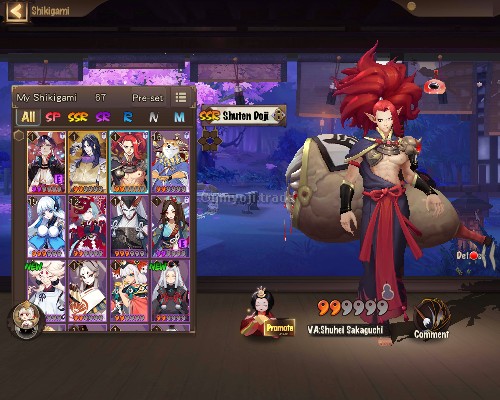 Shikigami
My Shikigami 67 Pre-set
All SP SSR SR R N M
SSR Shuten Doji
NEW
NEW
999999
Promote
VA:Shuhei Sakaguchi
Comment